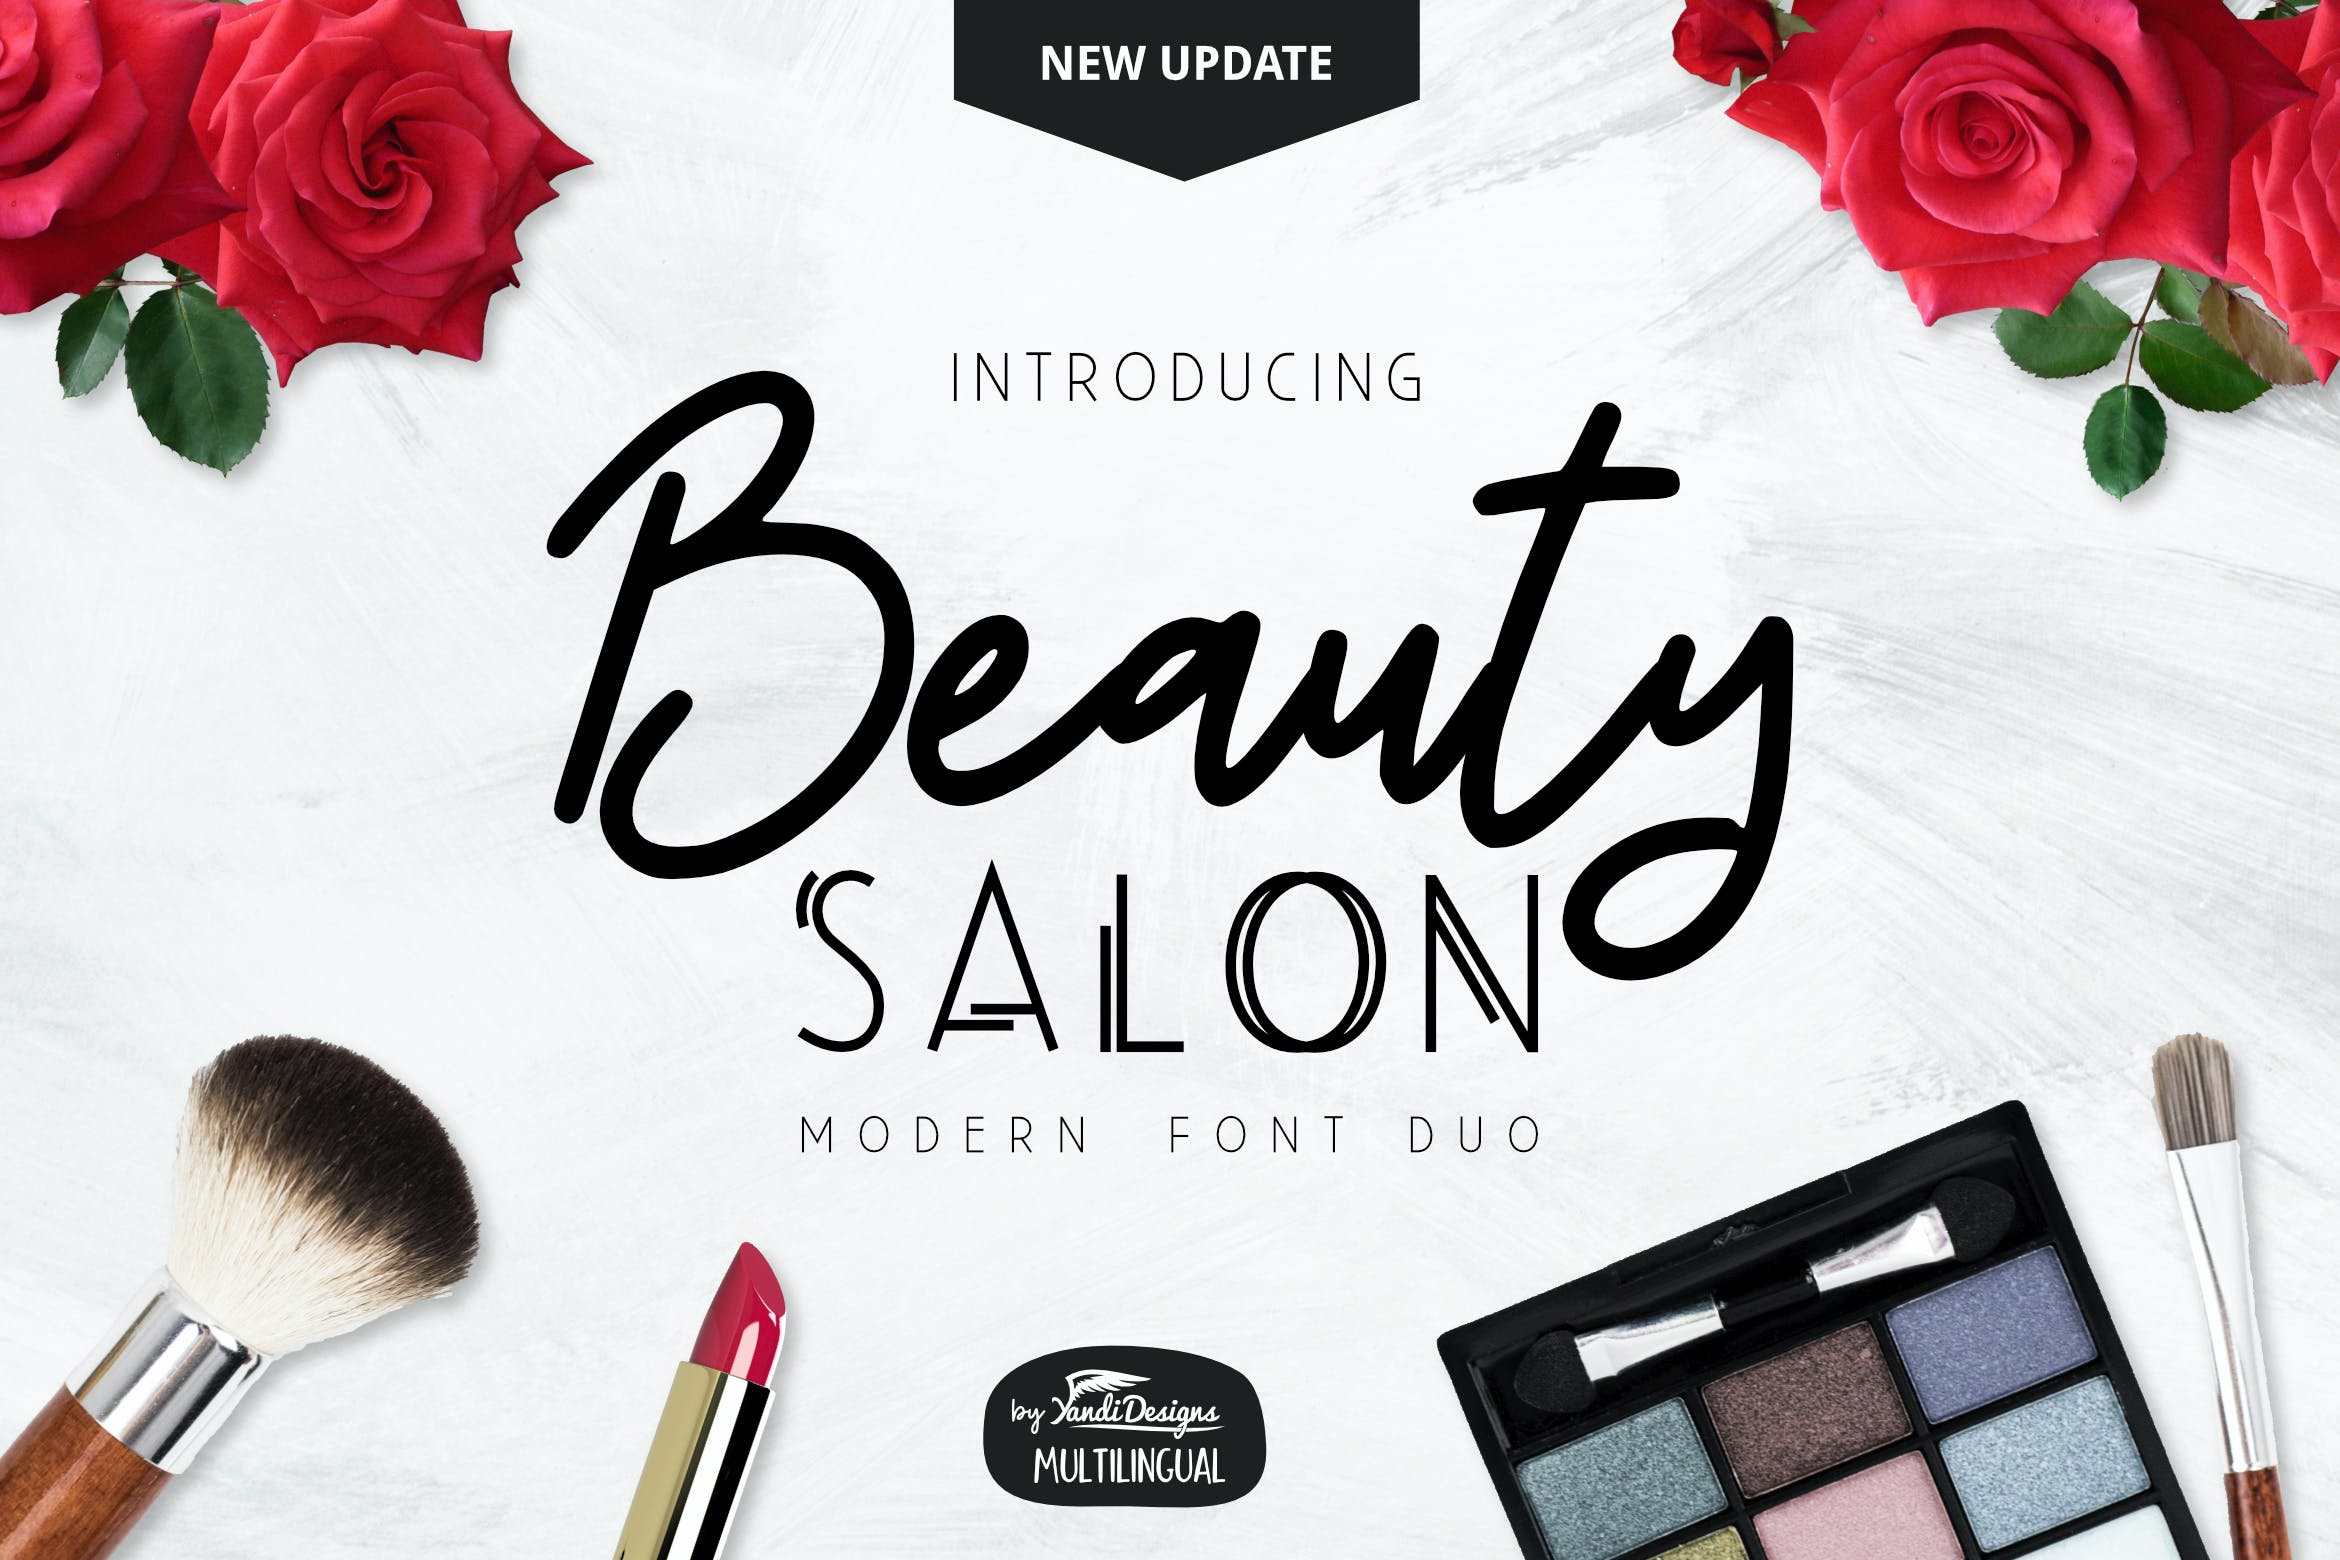 NEW UPDATE
INTRODUCING
Beauty
SALON
MODERN FONT DUO
by YandiDesigns
MULTILINGUAL